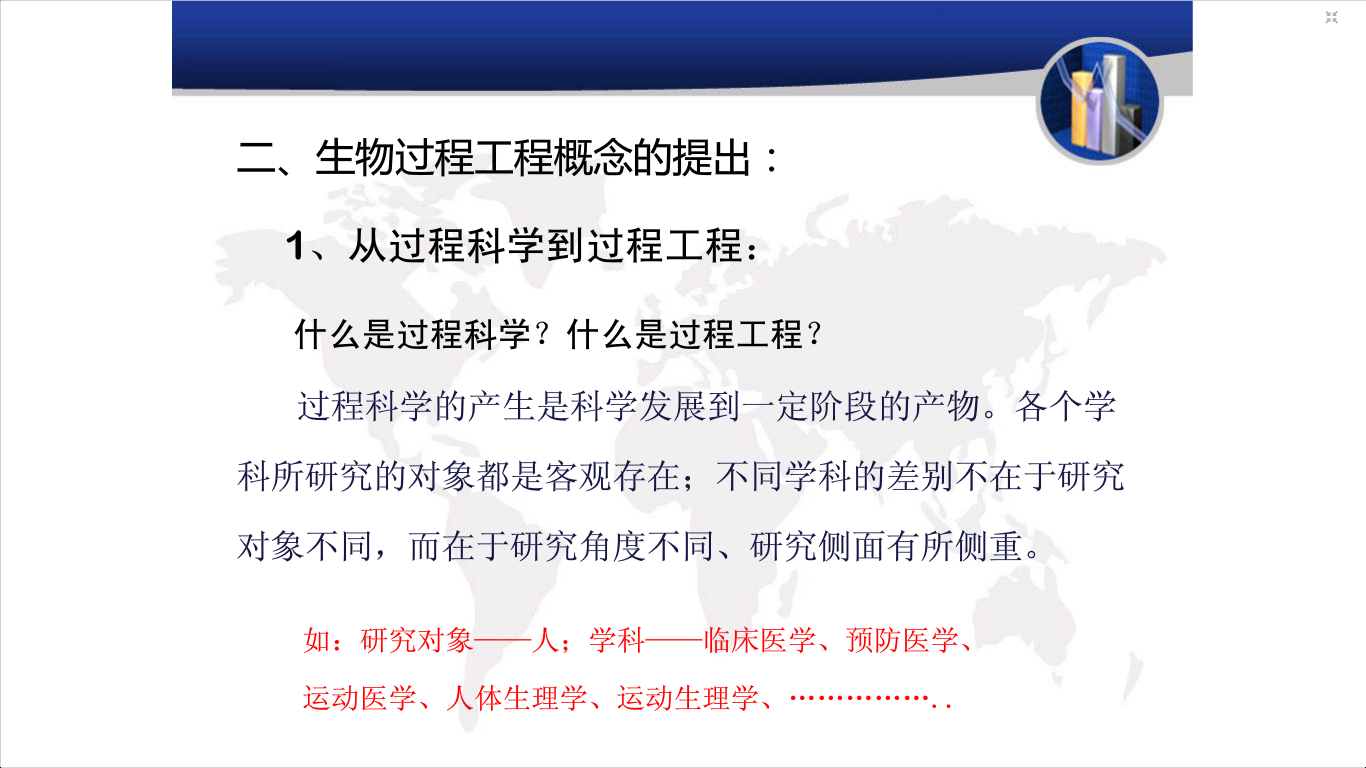 二、生物过程工程概念的提出：
1、从过程科学到过程工程：
什么是过程科学？什么是过程工程？
过程科学的产生是科学发展到一定阶段的产物。各个学
科所研究的对象都是客观存在；不同学科的差别不在于研究
对象不同，而在于研究角度不同、研究侧面有所侧重。
如：研究对象——人；学科——临床医学、预防医学、
运动医学、人体生理学、运动生理学、……………..